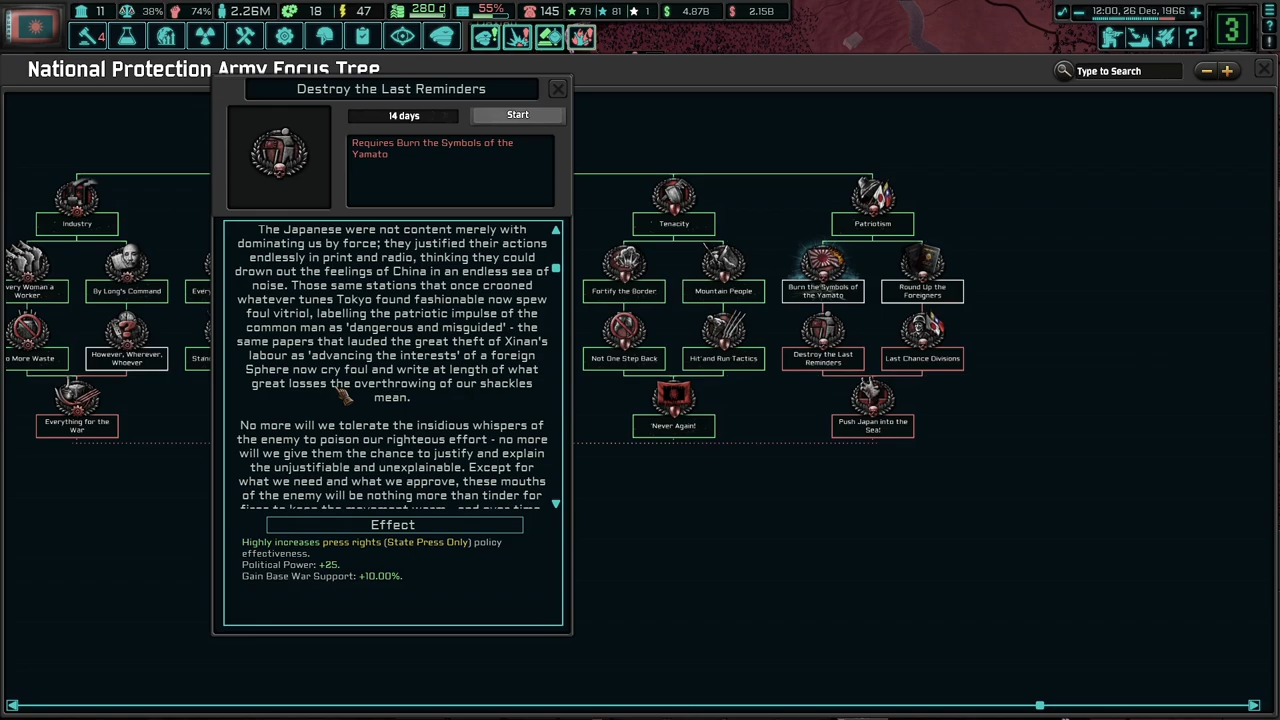 11 38% 74% 2.26M 18 47 280 d 55% 145 79 81 1 $ 4.87B $ 2.15B
12:00, 26 Dec, 1966
3
National Protection Army Focus Tree
Type to Search
Destroy the Last Reminders
14 days
Start
Requires Burn the Symbols of the
Yamato
The Japanese were not content merely with
dominating us by force; they justified their actions
endlessly in print and radio, thinking they could
drown out the feelings of China in an endless sea of
noise. Those same stations that once crooned
whatever tunes Tokyo found fashionable now spew
foul vitriol, labelling the patriotic impulse of the
common man as 'dangerous and misguided' - the
same papers that lauded the great theft of Xinan's
labour as 'advancing the interests' of a foreign
Sphere now cry foul and write at length of what
great losses the overthrowing of our shackles
mean.
No more will we tolerate the insidious whispers of
the enemy to poison our righteous effort - no more
will we give them the chance to justify and explain
the unjustifiable and unexplainable. Except for
what we need and what we approve, these mouths
of the enemy will be nothing more than tinder for
Effect
Highly increases press rights (State Press Only) policy
effectiveness.
Political Power: +25.
Gain Base War Support: +10.00%.
Industry
very Woman a
Worker
By Long's Command
Every
o More Waste
However, Wherever,
Whoever
Stan
Everything for the
War
Tenacity
Fortify the Border
Mountain People
Not One Step Back
Hit and Run Tactics
'Never Again!'
Patriotism
Burn the Symbols of
the Yamato
Round Up the
Foreigners
Destroy the Last
Reminders
Last Chance Divisions
Push Japan into the
Sea!